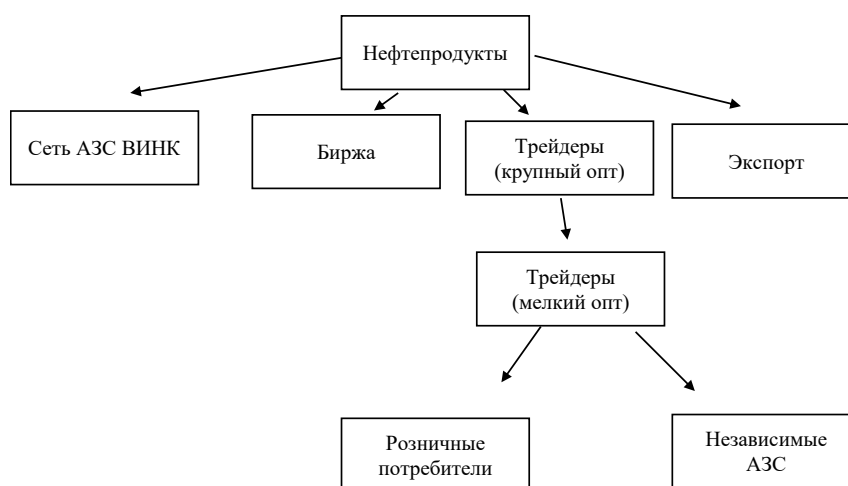 Нефтепродукты
Сеть АЗС ВИНК
Биржа
Трейдеры
(крупный опт)
Экспорт
Трейдеры
(мелкий опт)
Розничные
потребители
Независимые
АЗС